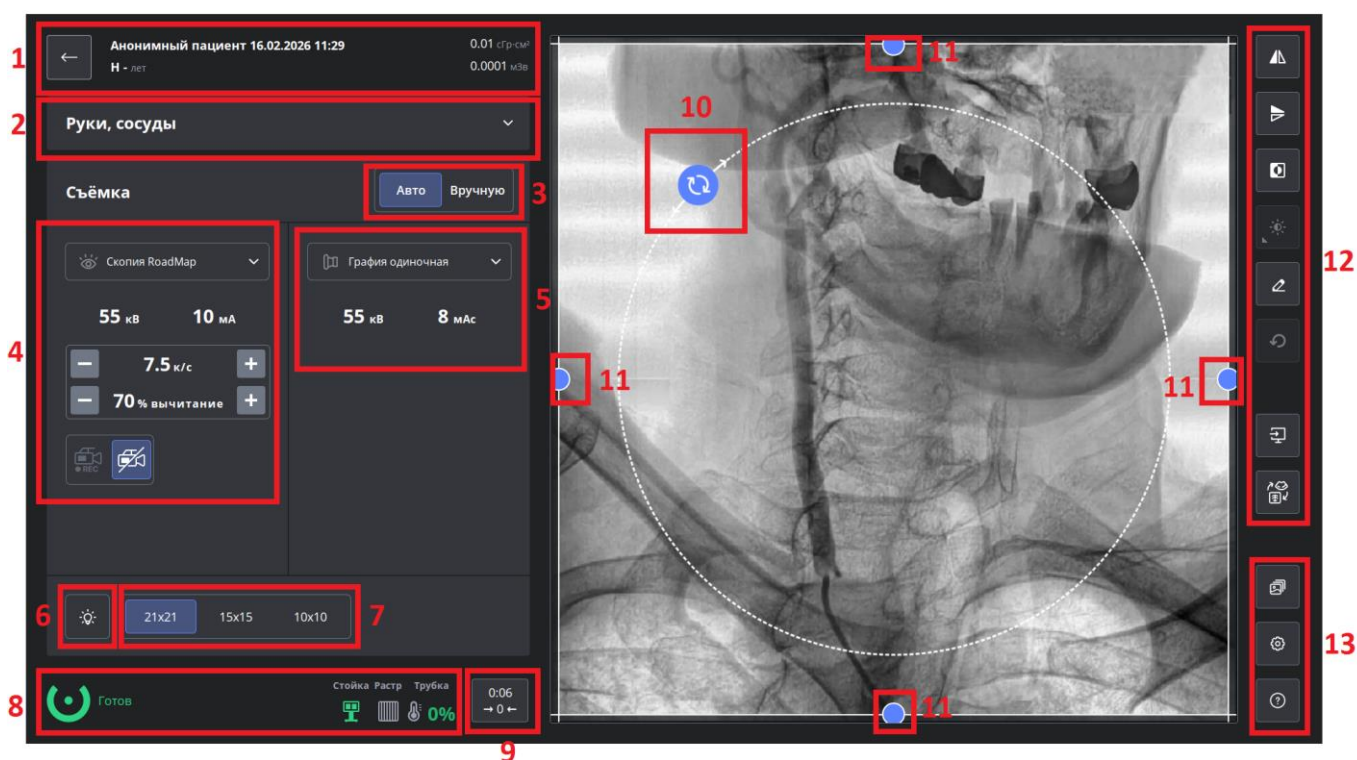 1
Анонимный пациент 16.02.2026 11:29
0.01 сГр·см²
Н - лет
0.0001 мЗв
2
Руки, сосуды
Съёмка
Авто Вручную
3
4
Скопия RoadMap
55 кВ 10 мА
7.5 к/с
70 % вычитание
REC
5
Графия одиночная
55 кВ 8 мАс
6
7
21x21 15x15 10x10
8
Готов
Стойка Растр Трубка
0%
9
0:06
→ 0 ←
10
11
11
11
11
12
13